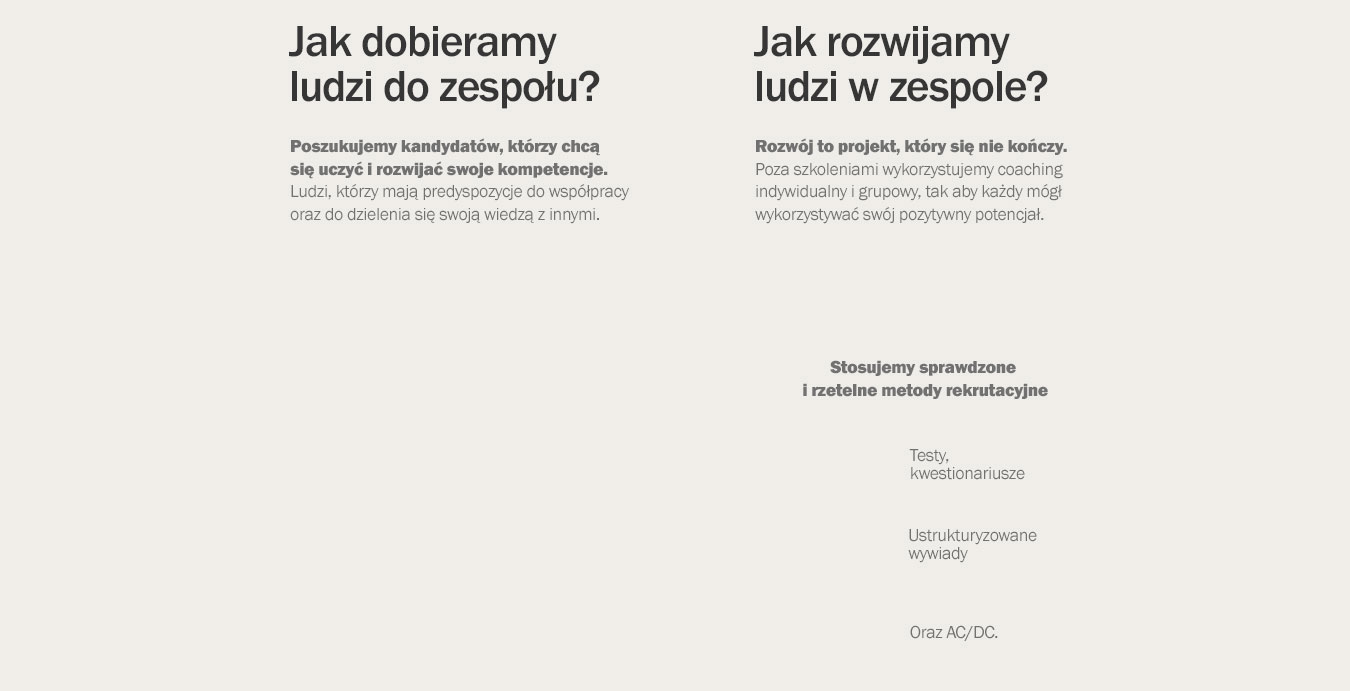 Jak dobieramy
ludzi do zespołu?
Poszukujemy kandydatów, którzy chcą
się uczyć i rozwijać swoje kompetencje.
Ludzi, którzy mają predyspozycje do współpracy
oraz do dzielenia się swoją wiedzą z innymi.
Jak rozwijamy
ludzi w zespole?
Rozwój to projekt, który się nie kończy.
Poza szkoleniami wykorzystujemy coaching
indywidualny i grupowy, tak aby każdy mógł
wykorzystywać swój pozytywny potencjał.
Stosujemy sprawdzone
i rzetelne metody rekrutacyjne
Testy,
kwestionariusze
Ustrukturyzowane
wywiady
Oraz AC/DC.